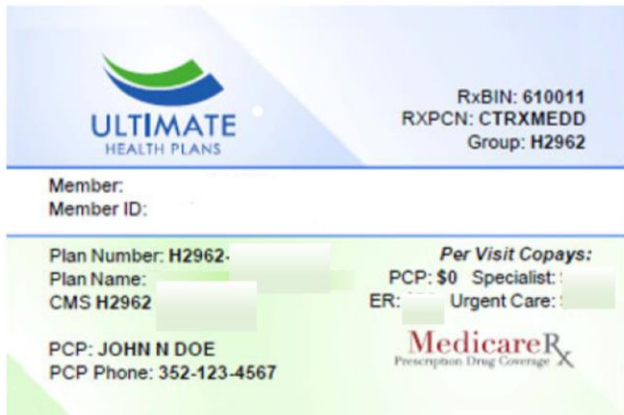 ULTIMATE
HEALTH PLANS
RxBIN: 610011
RXPCN: CTRXMEDD
Group: H2962
Member:
Member ID:
Plan Number: H2962-
Plan Name:
CMS H2962
PCP: JOHN N DOE
PCP Phone: 352-123-4567
Per Visit Copays:
PCP: $0 Specialist:
ER: Urgent Care:
MedicareRx
Prescription Drug Coverage